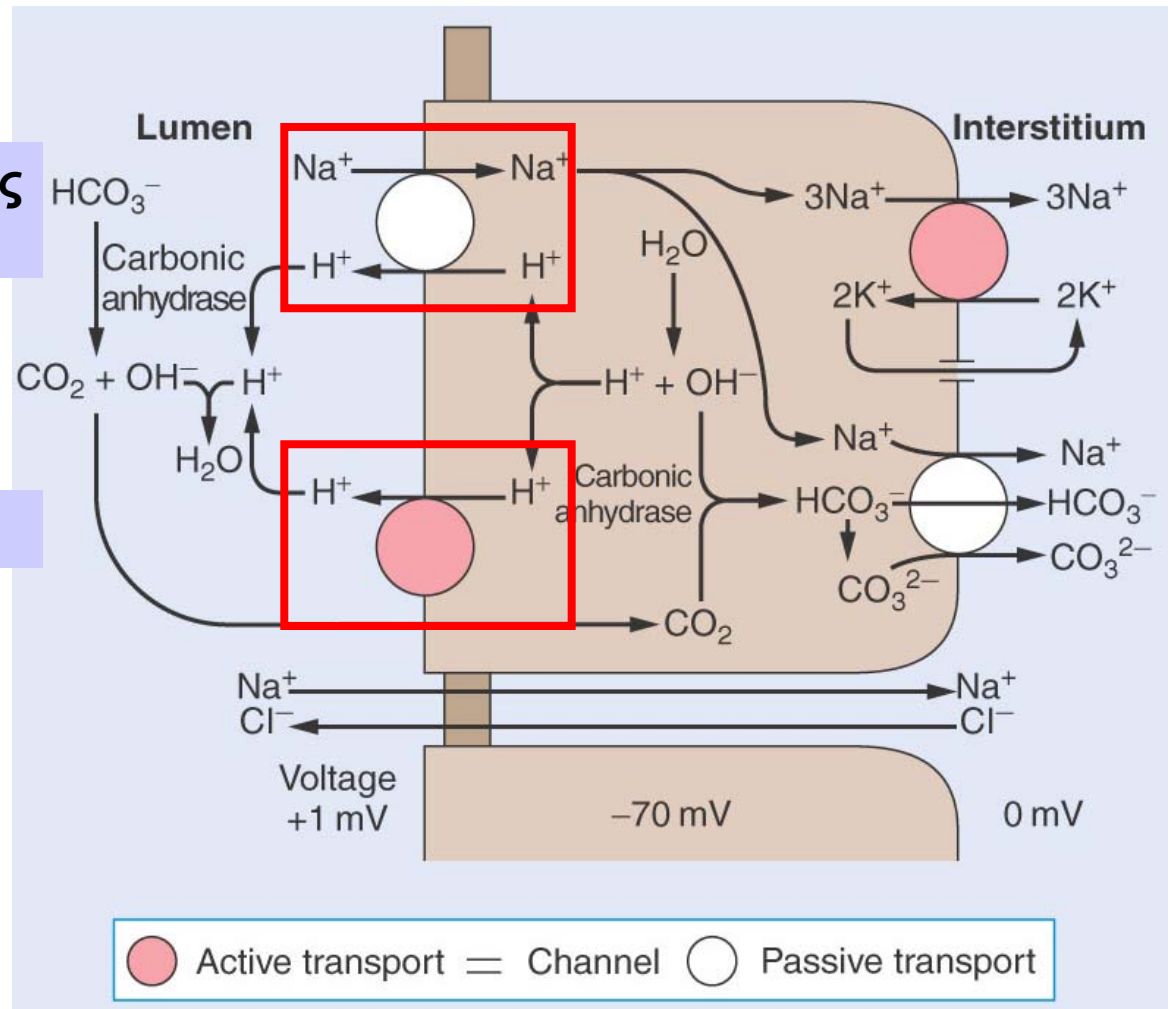 Lumen
Interstitium
ς
HCO₃⁻
Na⁺
Na⁺
3Na⁺
3Na⁺
Carbonic
anhydrase
H⁺
H⁺
H₂O
2K⁺
2K⁺
CO₂ + OH⁻
H⁺
H⁺ + OH⁻
H₂O
Na⁺
Na⁺
H⁺
H⁺
Carbonic
anhydrase
HCO₃⁻
HCO₃⁻
CO₃²⁻
CO₃²⁻
CO₂
Na⁺
Na⁺
Cl⁻
Cl⁻
Voltage
+1 mV
−70 mV
0 mV
Active transport
Channel
Passive transport